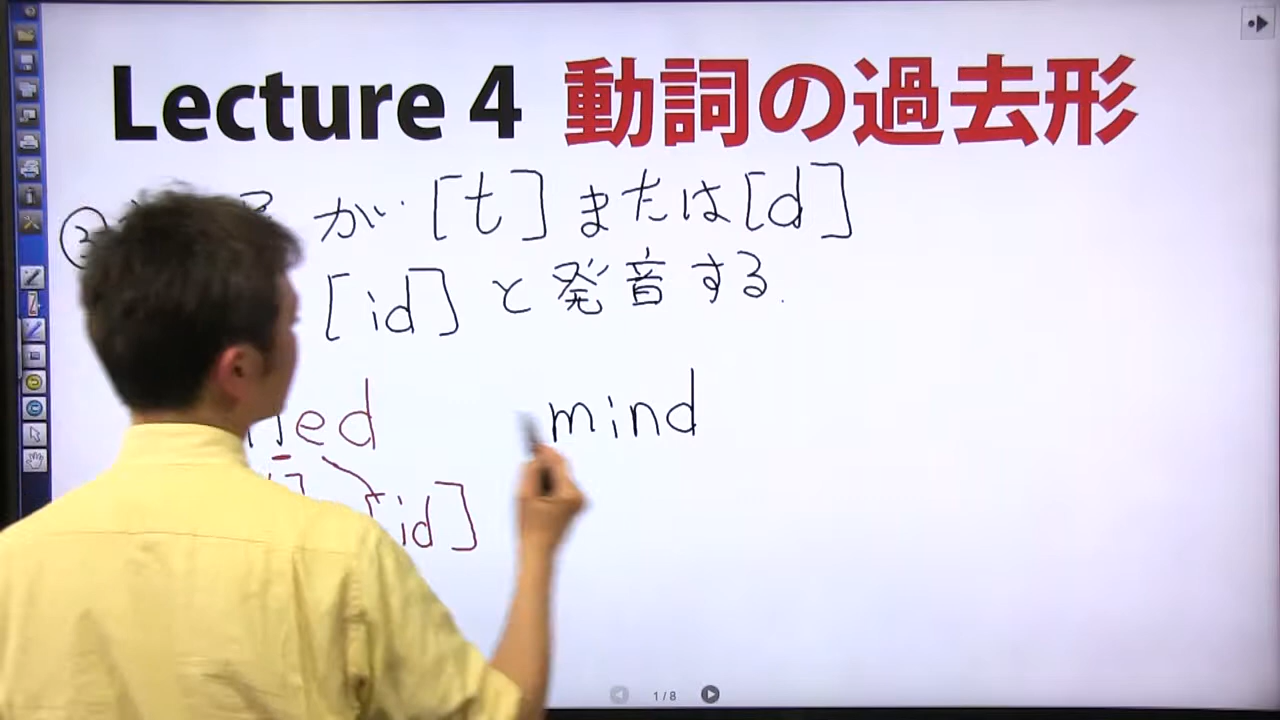 Lecture 4 動詞の過去形
② が [t] または [d]
[id] と発音する.
ed mind
[id]
1/8